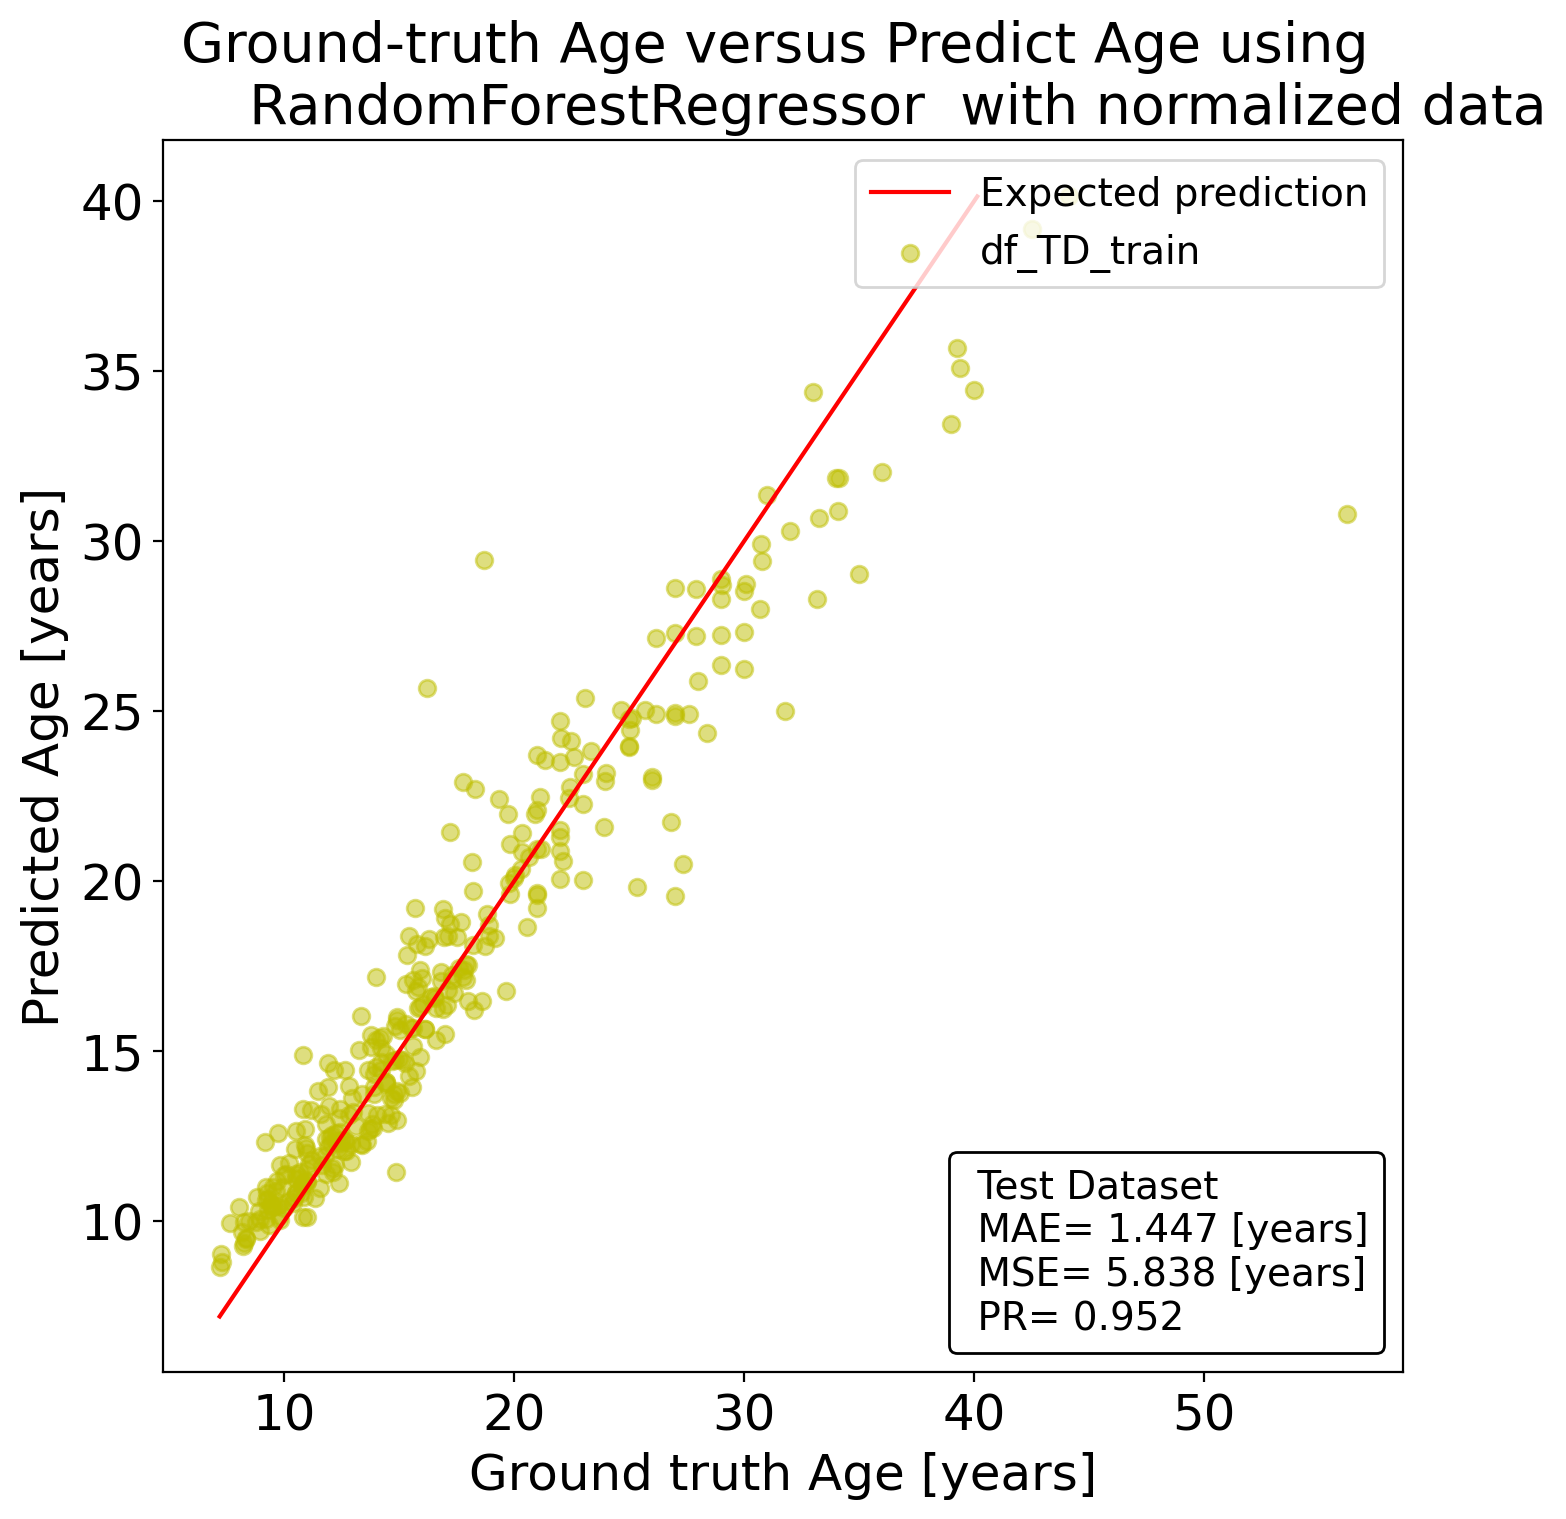 Ground-truth Age versus Predict Age using
RandomForestRegressor  with normalized data
Expected prediction
df_TD_train
40
35
30
25
20
15
10
Predicted Age [years]
Test Dataset
MAE= 1.447 [years]
MSE= 5.838 [years]
PR= 0.952
10 20 30 40 50
Ground truth Age [years]